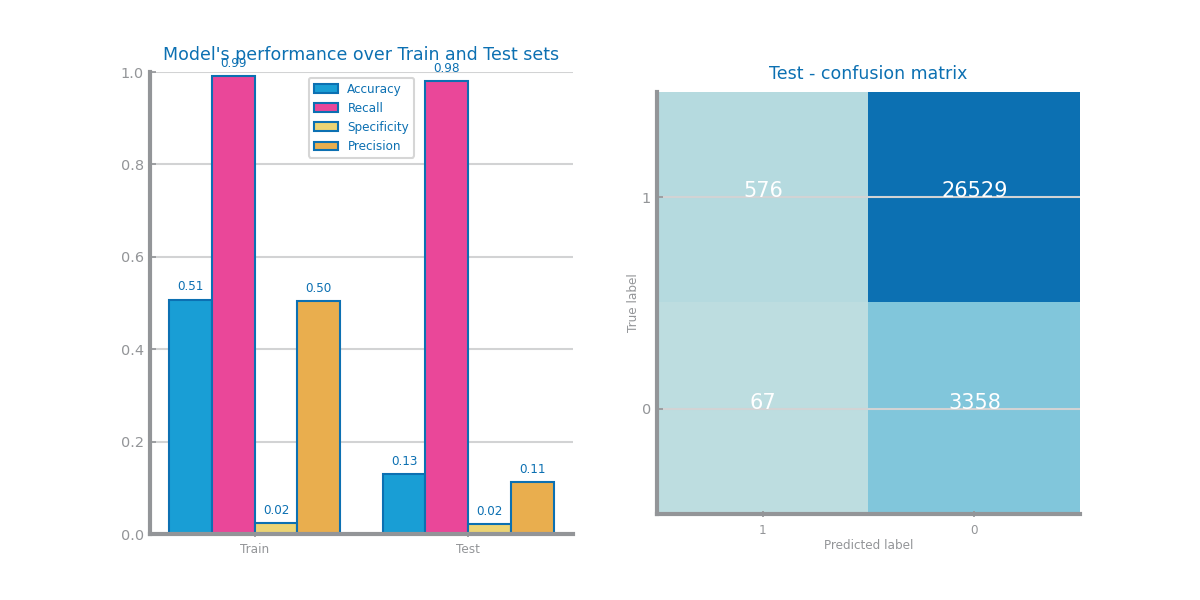 Model's performance over Train and Test sets
0.99
0.98
1.0
Accuracy
Recall
Specificity
Precision
0.8
0.6
0.51
0.50
0.4
0.2
0.13
0.11
0.02
0.02
0.0
Train
Test
Test - confusion matrix
576
26529
1
True label
67
3358
0
1
0
Predicted label